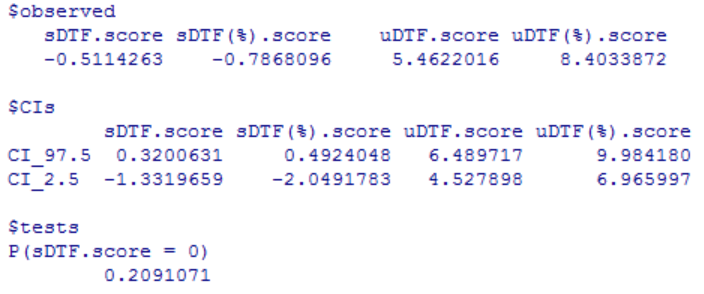 $observed
sDTF.score sDTF(%).score uDTF.score uDTF(%).score
-0.5114263 -0.7868096 5.4622016 8.4033872
$CIs
sDTF.score sDTF(%).score uDTF.score uDTF(%).score
CI_97.5 0.3200631 0.4924048 6.489717 9.984180
CI_2.5 -1.3319659 -2.0491783 4.527898 6.965997
$tests
P(sDTF.score = 0)
0.2091071